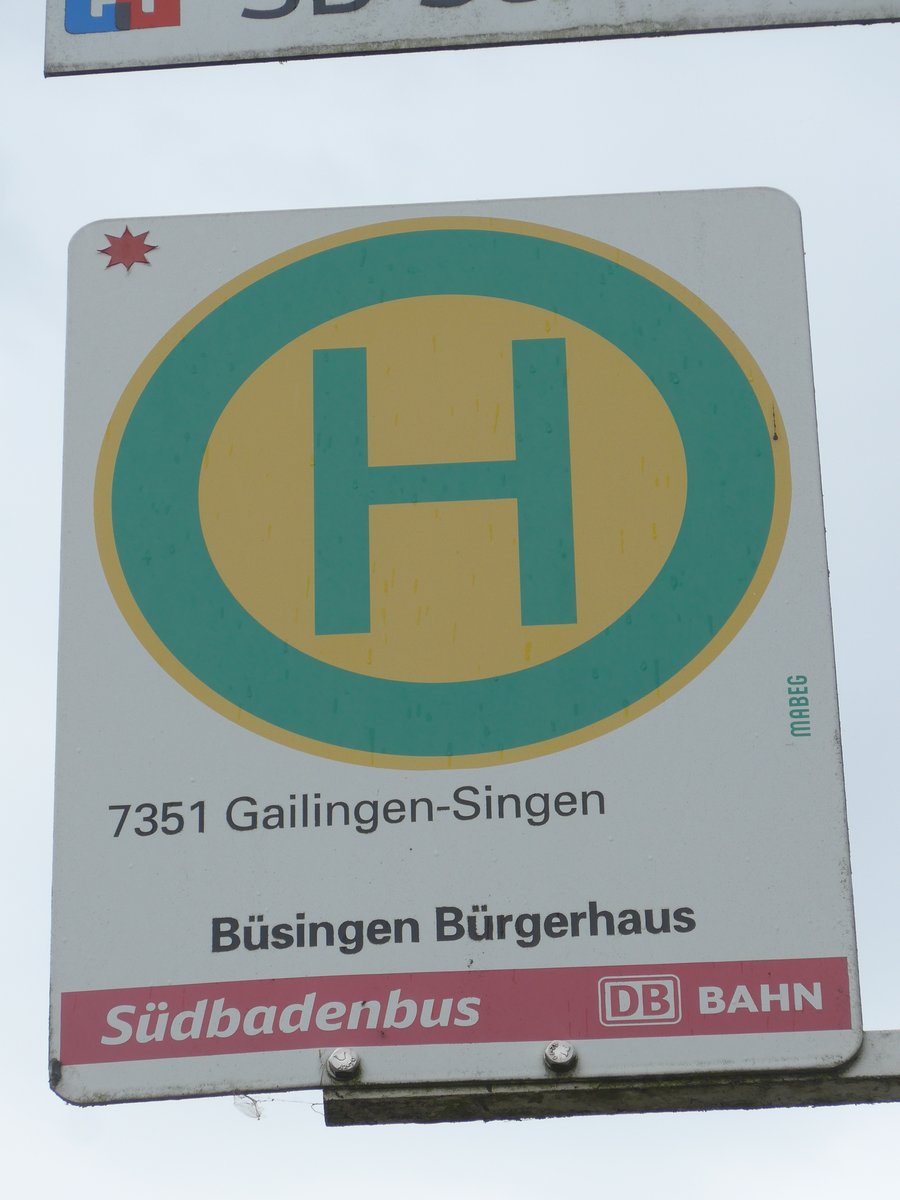 H
MABEG
7351 Gailingen-Singen
Büsingen Bürgerhaus
Südbadenbus DB BAHN